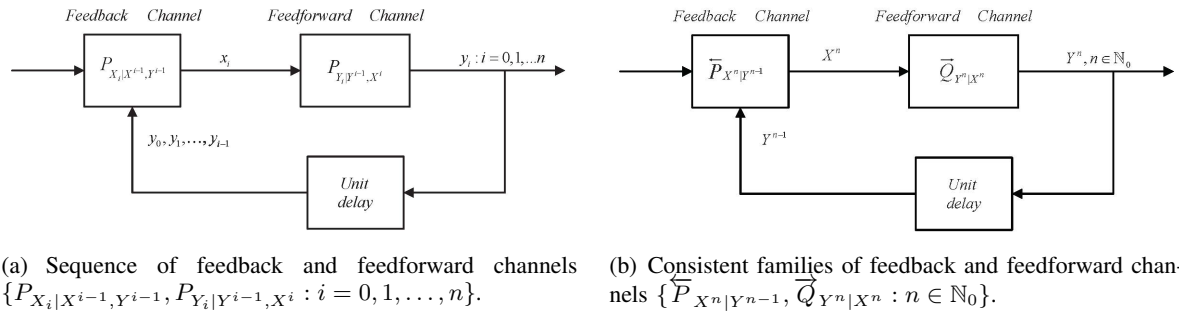 Feedback Channel Feedforward Channel
P_{X_i|X^{i-1},Y^{i-1}}
x_i
P_{Y_i|Y^{i-1},X^i}
y_i : i = 0,1,...n
y_0, y_1, ..., y_{i-1}
Unit
delay
(a) Sequence of feedback and feedforward channels
{P_{X_i|X^{i-1},Y^{i-1}}, P_{Y_i|Y^{i-1},X^i} : i = 0, 1, . . . , n}.
Feedback Channel Feedforward Channel
\overleftarrow{P}_{X^n|Y^{n-1}}
X^n
\overrightarrow{Q}_{Y^n|X^n}
Y^n, n ∈ ℕ_0
Y^{n-1}
Unit
delay
(b) Consistent families of feedback and feedforward chan-
nels {\overleftarrow{P}_{X^n|Y^{n-1}}, \overrightarrow{Q}_{Y^n|X^n} : n ∈ ℕ_0}.